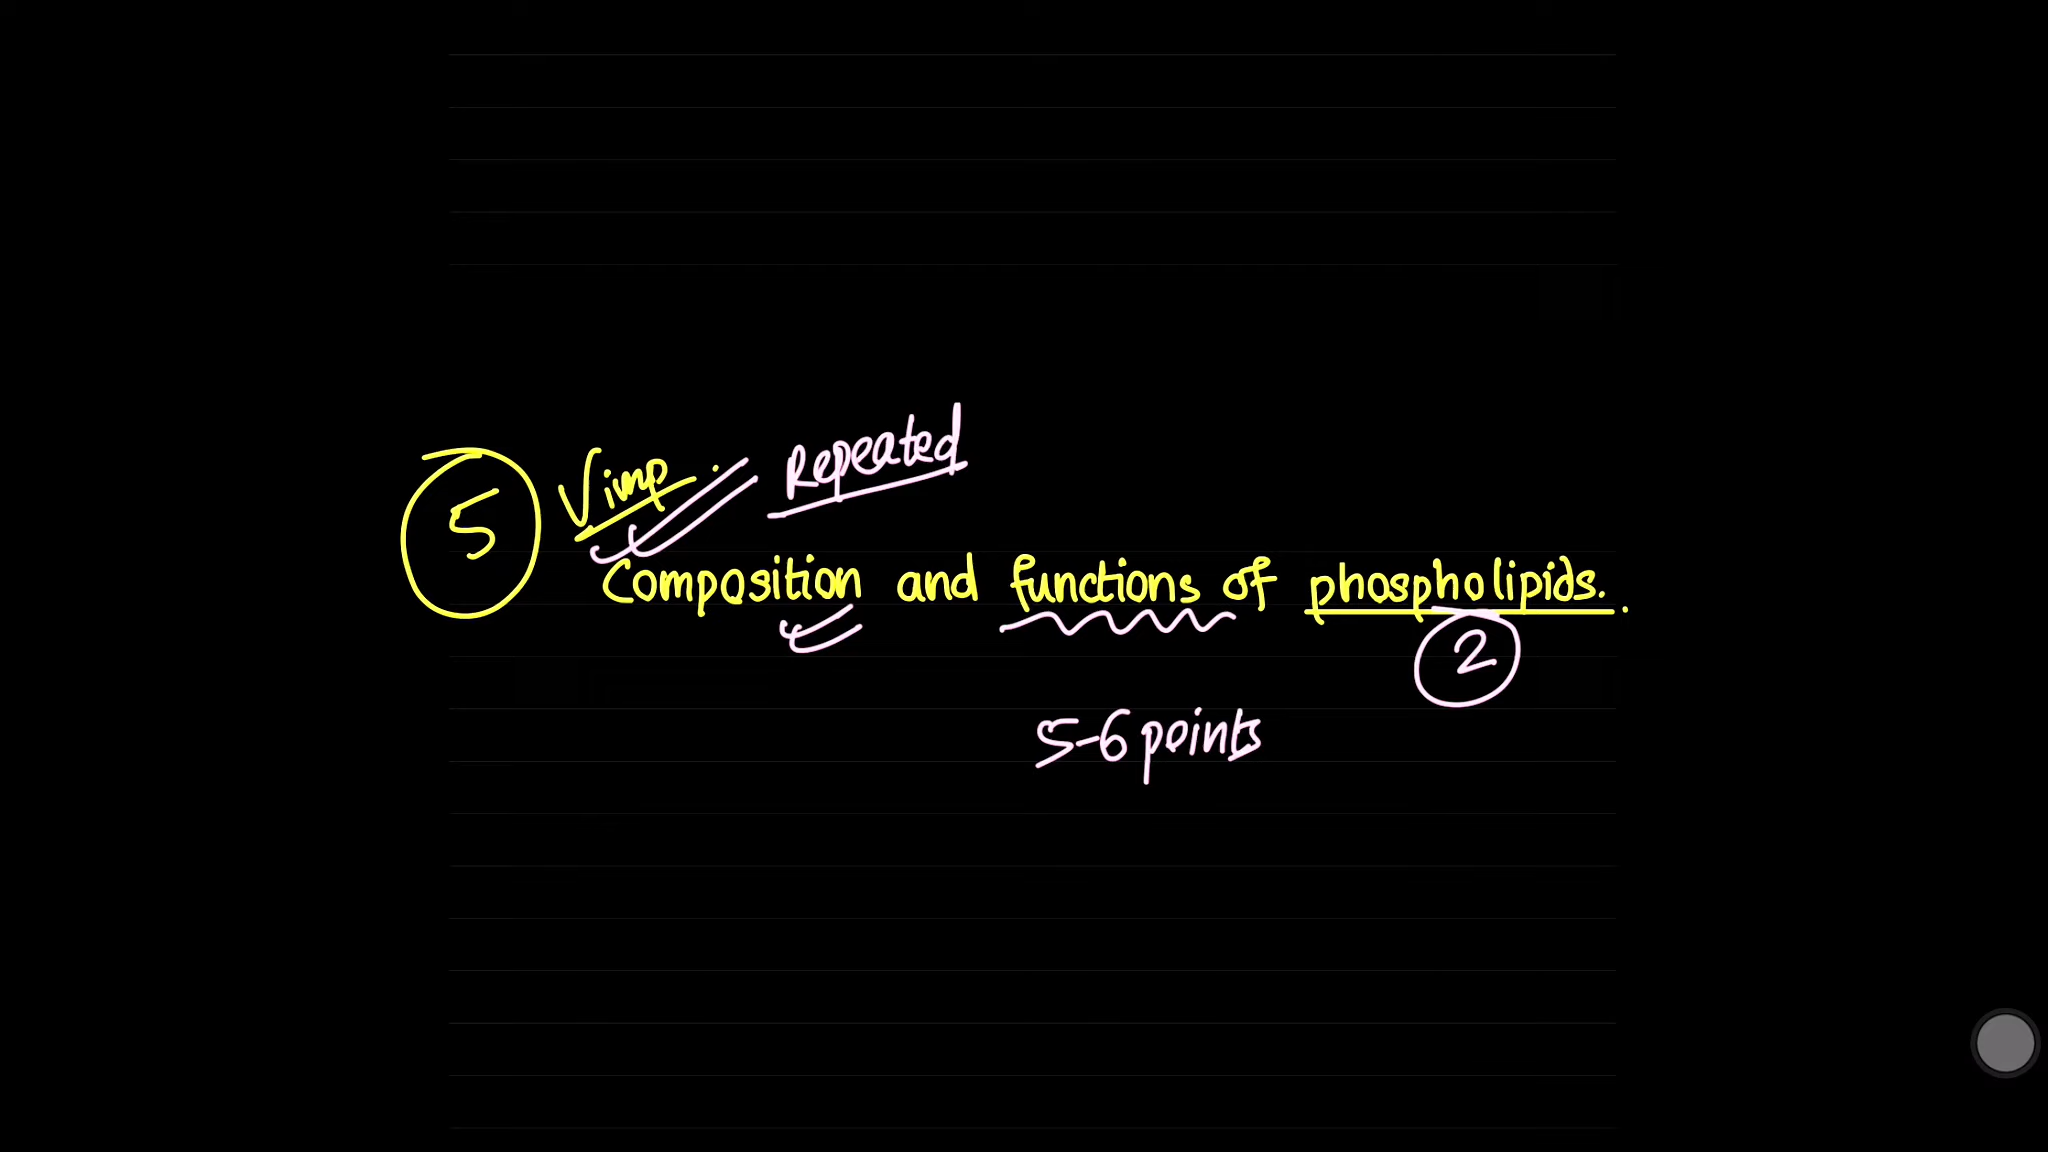 Repeated
5 Vimp.
Composition and functions of phospholipids.
2
5-6 points